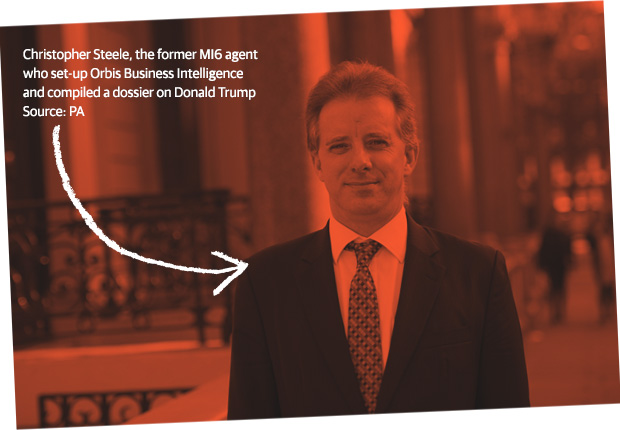 Christopher Steele, the former MI6 agent
who set-up Orbis Business Intelligence
and compiled a dossier on Donald Trump
Source: PA